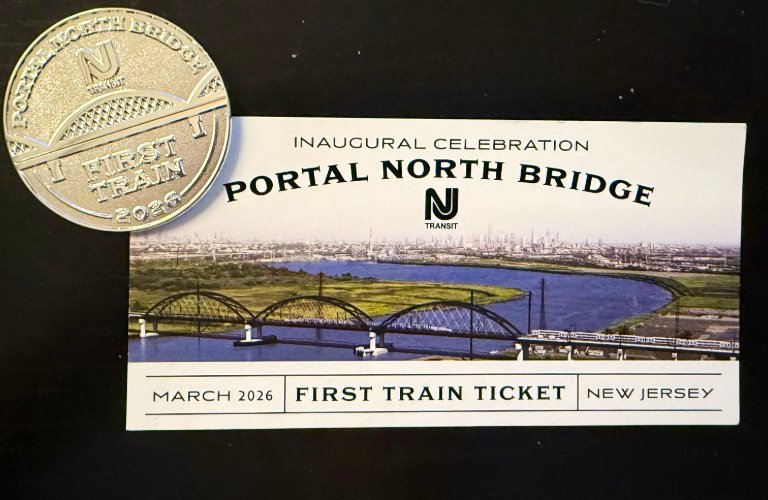 PORTAL NORTH BRIDGE
NJ
TRANSIT
FIRST
TRAIN
2026
INAUGURAL CELEBRATION
PORTAL NORTH BRIDGE
NJ
TRANSIT
MARCH 2026
FIRST TRAIN TICKET
NEW JERSEY